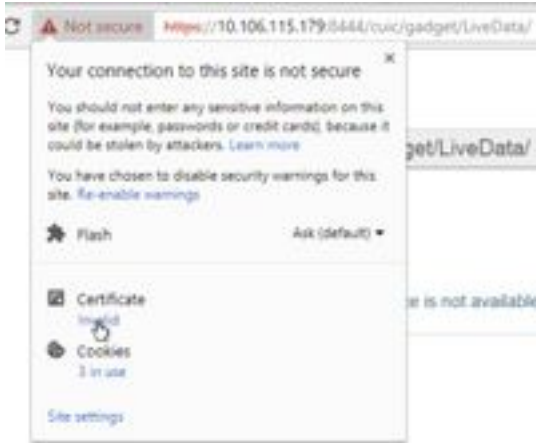 Not secure https://10.106.115.179:8444/cuic/gadget/LiveData/
Your connection to this site is not secure
×
You should not enter any sensitive information on this
site (for example, passwords or credit cards), because it
could be stolen by attackers. Learn more
get/LiveData/
You have chosen to disable security warnings for this
site. Re-enable warnings
Flash Ask (default)
Certificate
Invalid
e is not available
Cookies
3 in use
Site settings